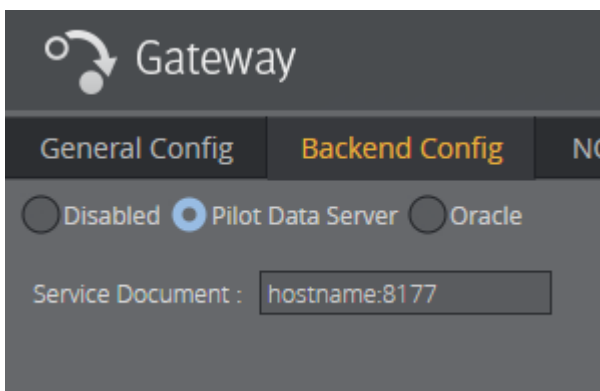 Gateway
General Config Backend Config
Disabled Pilot Data Server Oracle
Service Document : hostname:8177